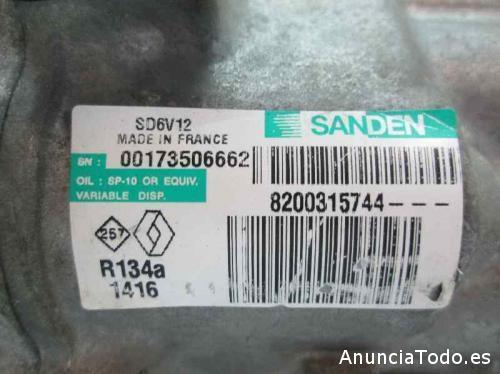 SD6V12
MADE IN FRANCE
SANDEN
SN : 00173506662
OIL : SP-10 OR EQUIV.
VARIABLE DISP.
8200315744---
257
R134a
1416
AnunciaTodo.es